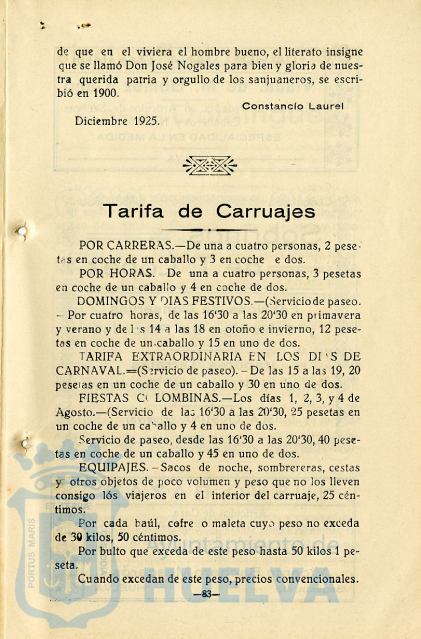 de que en el viviera el hombre bueno, el literato insigne
que se llamó Don José Nogales para bien y gloria de nues-
tra querida patria y orgullo de los sanjuaneros, se escri-
bió en 1900.
Constancio Laurel
Diciembre 1925.
Tarifa de Carruajes
POR CARRERAS.—De una a cuatro personas, 2 pese-
tas en coche de un caballo y 3 en coche e dos.
POR HORAS. De una a cuatro personas, 3 pesetas
en coche de un caballo y 4 en coche de dos.
DOMINGOS Y DIAS FESTIVOS.—(Servicio de paseo.
- Por cuatro horas, de las 16'30 a las 20'30 en primavera
y verano y de las 14 a las 18 en otoño e invierno, 12 pese-
tas en coche de un caballo y 15 en uno de dos.
TARIFA EXTRAORDINARIA EN LOS DIAS DE
CARNAVAL.=(Servicio de paseo). - De las 15 a las 19, 20
pesetas en un coche de un caballo y 30 en uno de dos.
FIESTAS COLOMBINAS.—Los días 1, 2, 3, y 4 de
Agosto.—(Servicio de las 16'30 a las 20'30, 25 pesetas en
un coche de un caballo y 4 en uno de dos.
Servicio de paseo, desde las 16'30 a las 20'30, 40 pese-
tas en coche de un caballo y 45 en uno de dos.
EQUIPAJES. - Sacos de noche, sombrereras, cestas
y otros objetos de poco volumen y peso que no los lleven
consigo lós viajeros en el interior del carruaje, 25 cén-
timos.
Por cada baúl, cofre o maleta cuyo peso no exceda
de 30 kilos, 50 céntimos.
Por bulto que exceda de este peso hasta 50 kilos 1 pe-
seta.
Cuando excedan de este peso, precios convencionales.
—83—
PORTUS MARIS
Ayuntamiento de
HUELVA